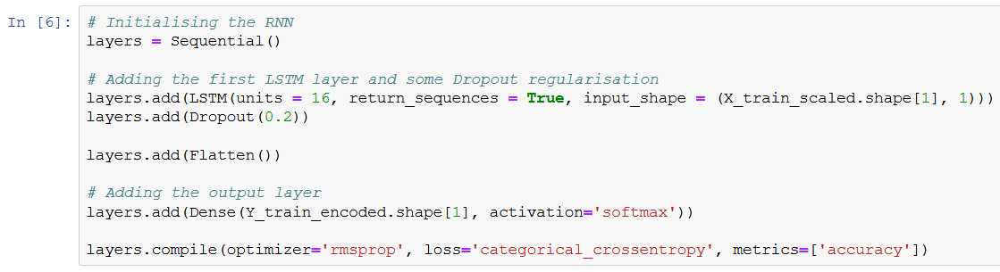 In [6]: # Initialising the RNN
layers = Sequential()
# Adding the first LSTM layer and some Dropout regularisation
layers.add(LSTM(units = 16, return_sequences = True, input_shape = (X_train_scaled.shape[1], 1)))
layers.add(Dropout(0.2))
layers.add(Flatten())
# Adding the output layer
layers.add(Dense(Y_train_encoded.shape[1], activation='softmax'))
layers.compile(optimizer='rmsprop', loss='categorical_crossentropy', metrics=['accuracy'])